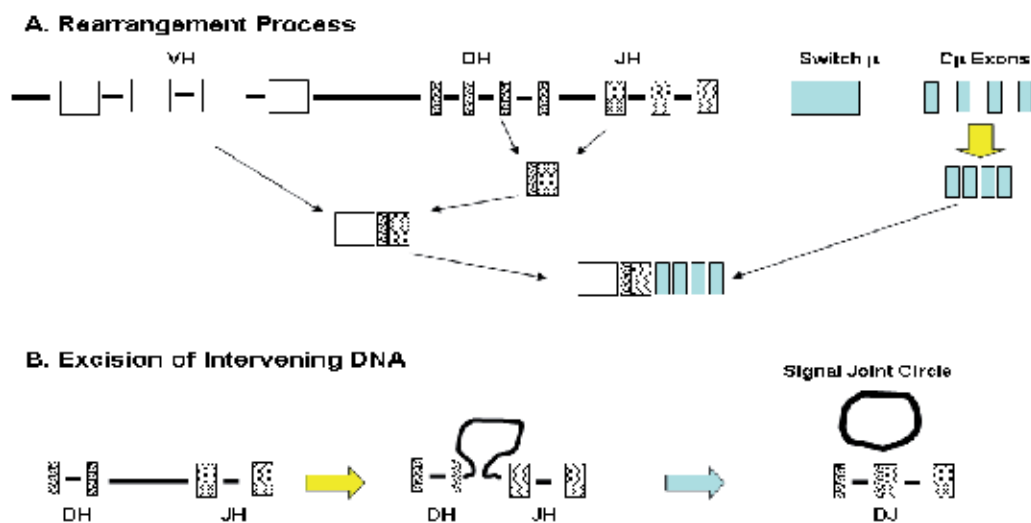 A. Rearrangement Process
VH DH JH Switch μ Cμ Exons
B. Excision of Intervening DNA
Signal Joint Circle
DH JH DH JH DJ